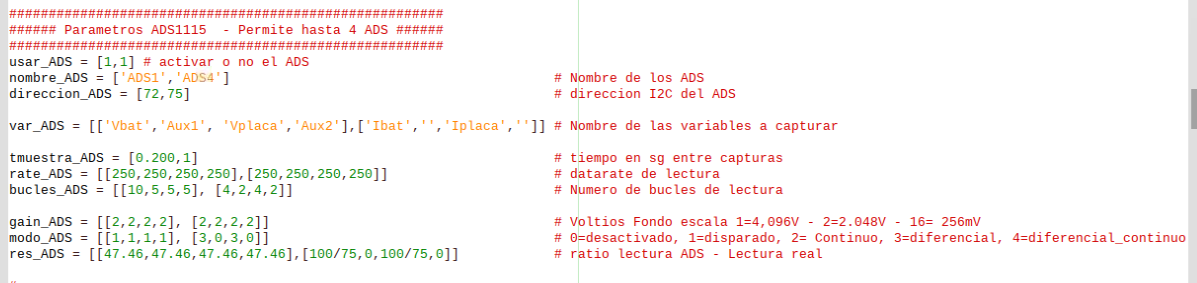 #######################################################
###### Parametros ADS1115  - Permite hasta 4 ADS ######
#######################################################
usar_ADS = [1,1] # activar o no el ADS
nombre_ADS = ['ADS1','ADS4'] # Nombre de los ADS
direccion_ADS = [72,75] # direccion I2C del ADS
var_ADS = [['Vbat','Aux1', 'Vplaca','Aux2'],['Ibat','','Iplaca','']] # Nombre de las variables a capturar
tmuestra_ADS = [0.200,1] # tiempo en sg entre capturas
rate_ADS = [[250,250,250,250],[250,250,250,250]] # datarate de lectura
bucles_ADS = [[10,5,5,5], [4,2,4,2]] # Numero de bucles de lectura
gain_ADS = [[2,2,2,2], [2,2,2,2]] # Voltios Fondo escala 1=4,096V - 2=2.048V - 16= 256mV
modo_ADS = [[1,1,1,1], [3,0,3,0]] # 0=desactivado, 1=disparado, 2= Continuo, 3=diferencial, 4=diferencial_continuo
res_ADS = [[47.46,47.46,47.46,47.46],[100/75,0,100/75,0]] # ratio lectura ADS - Lectura real